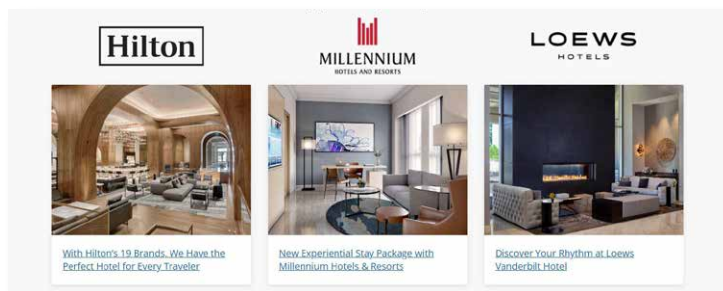 Hilton
MILLENNIUM
HOTELS AND RESORTS
LOEWS
HOTELS
With Hilton's 19 Brands, We Have the
Perfect Hotel for Every Traveler
New Experiential Stay Package with
Millennium Hotels & Resorts
Discover Your Rhythm at Loews
Vanderbilt Hotel